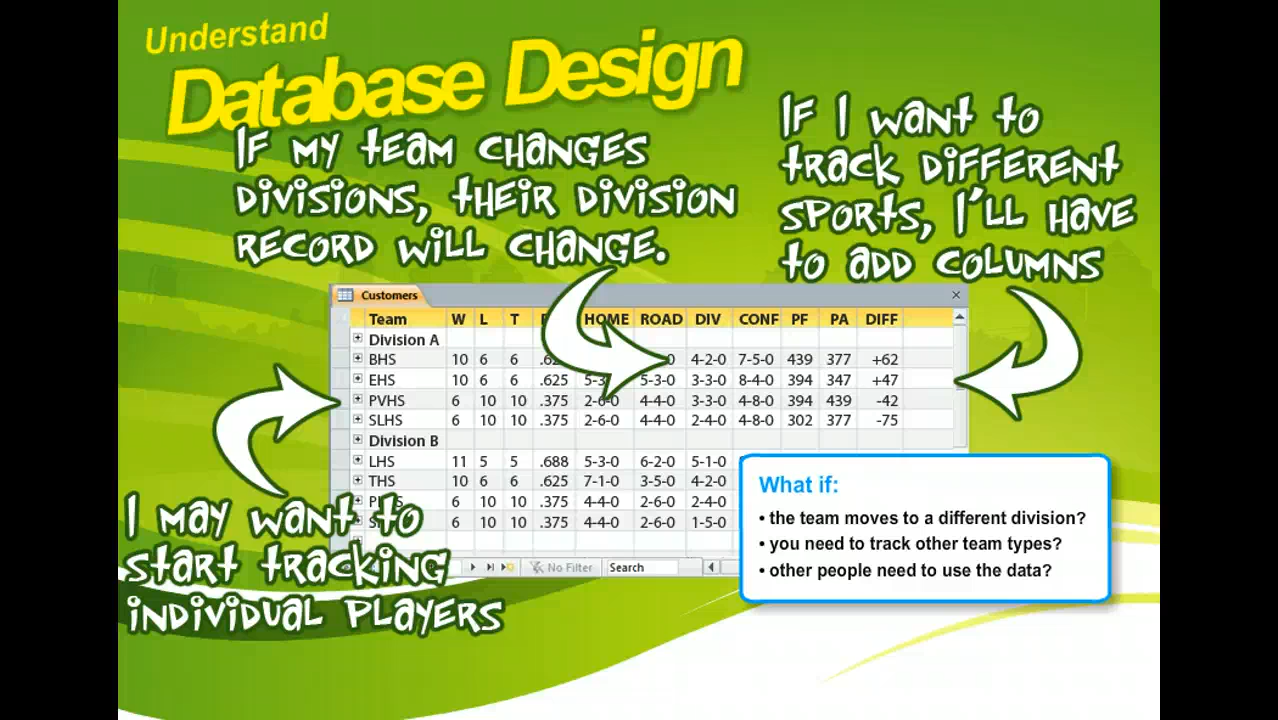 Understand
Database Design
If my team changes
divisions, their division
record will change.
If I want to
track different
sports, I'll have
to add columns
Customers
Team W L T HOME ROAD DIV CONF PF PA DIFF
Division A
BHS 10 6 6 .625 4-2-0 7-5-0 439 377 +62
EHS 10 6 6 .625 5-3-0 3-3-0 8-4-0 394 347 +47
PVHS 6 10 10 .375 2-6-0 4-4-0 3-3-0 4-8-0 394 439 -42
SLHS 6 10 10 .375 2-6-0 4-4-0 2-4-0 4-8-0 302 377 -75
Division B
LHS 11 5 5 .688 5-3-0 6-2-0 5-1-0
THS 10 6 6 .625 7-1-0 3-5-0 4-2-0
6 10 10 .375 4-4-0 2-6-0 2-4-0
6 10 10 .375 4-4-0 2-6-0 1-5-0
No Filter Search
I may want to
start tracking
individual players
What if:
• the team moves to a different division?
• you need to track other team types?
• other people need to use the data?